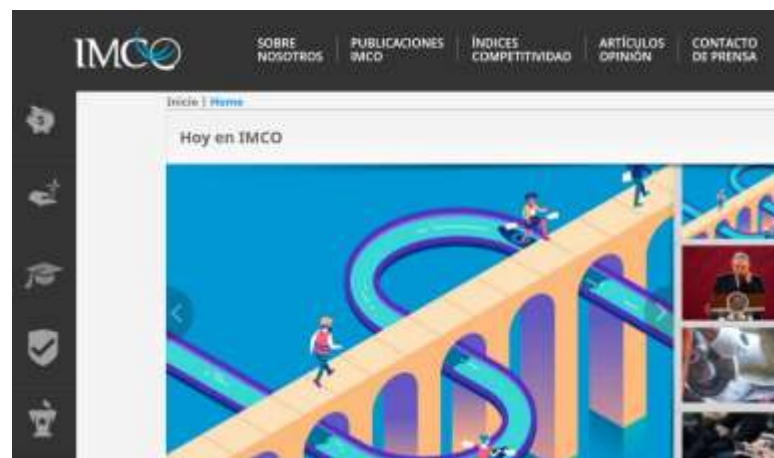 IMCO
SOBRE
NOSOTROS
PUBLICACIONES
IMCO
ÍNDICES
COMPETITIVIDAD
ARTÍCULOS
OPINIÓN
CONTACTO
DE PRENSA
Inicio | Home
Hoy en IMCO